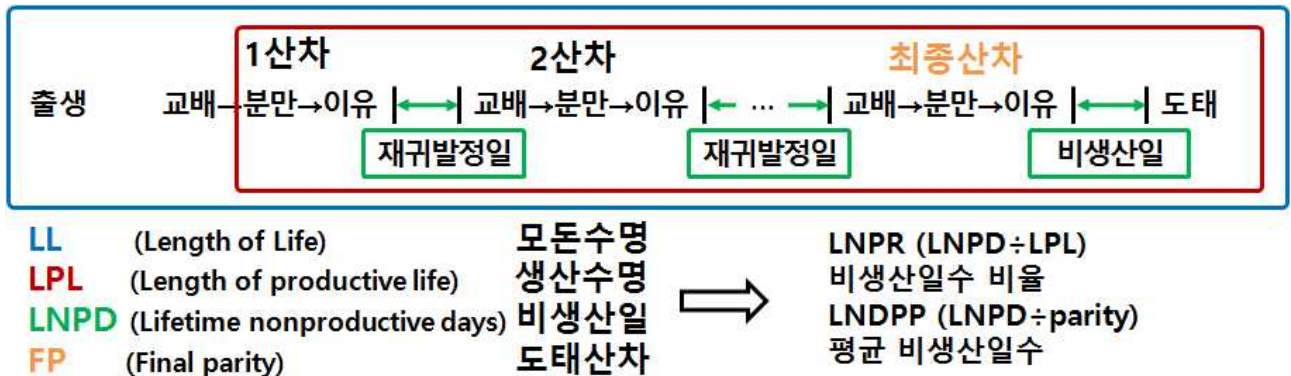 1산차 2산차 최종산차
출생 교배→분만→이유 교배→분만→이유 ... 교배→분만→이유 도태
재귀발정일 재귀발정일 비생산일
LL (Length of Life) 모돈수명
LPL (Length of productive life) 생산수명
LNPD (Lifetime nonproductive days) 비생산일
FP (Final parity) 도태산차
LNPR (LNPD÷LPL)
비생산일수 비율
LNDPP (LNPD÷parity)
평균 비생산일수